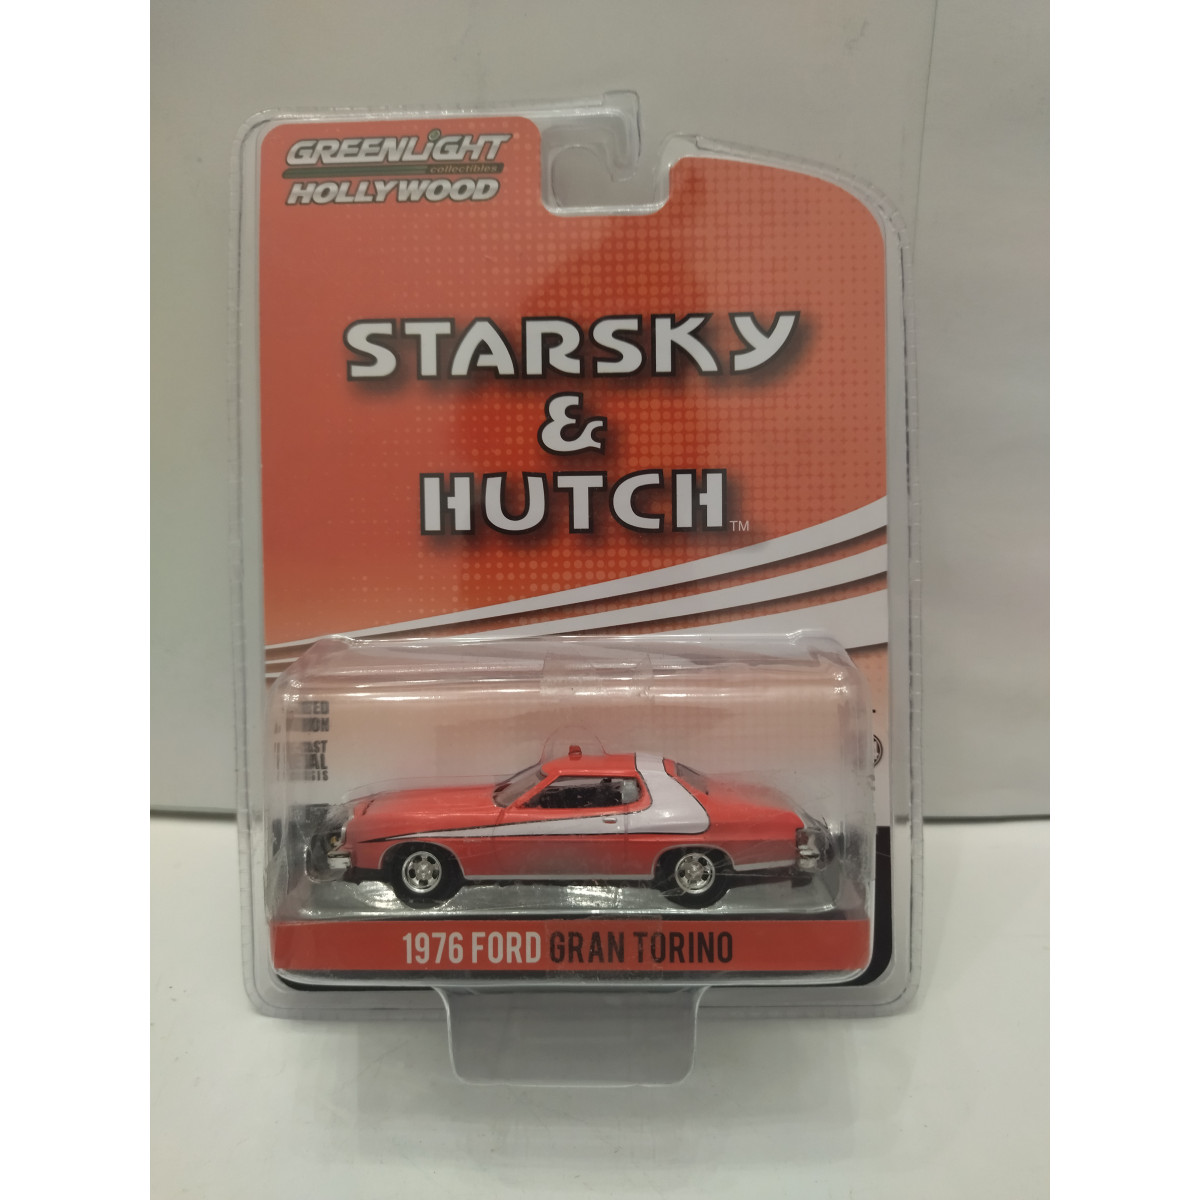 GREENLiGHT
collectibles
HOLLYWOOD
STARSKY
&
HUTCH
TM
1976 FORD GRAN TORINO